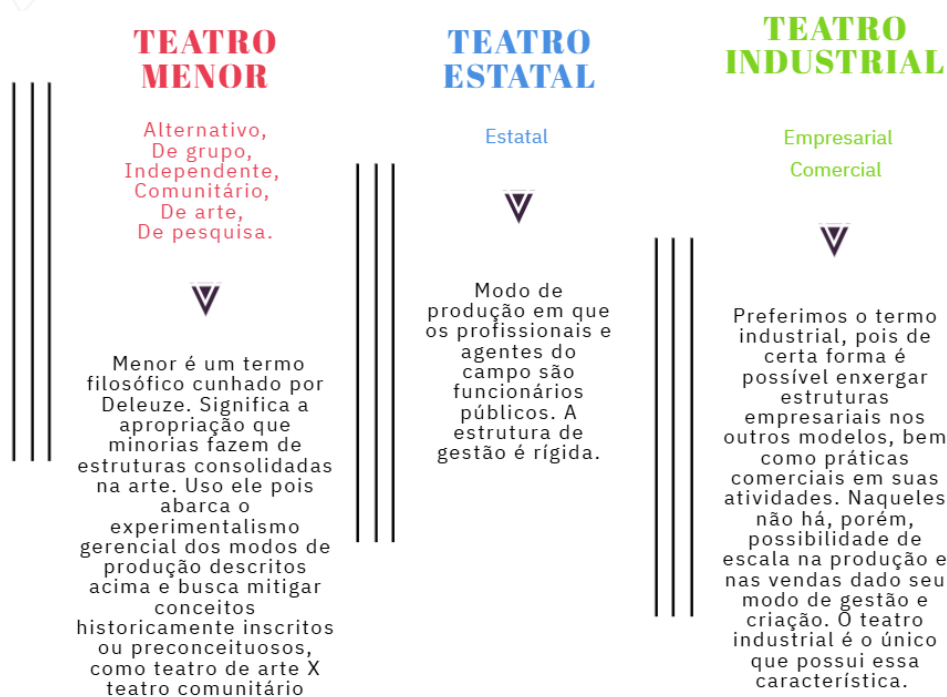 TEATRO
MENOR
Alternativo,
De grupo,
Independente,
Comunitário,
De arte,
De pesquisa.
Menor é um termo
filosófico cunhado por
Deleuze. Significa a
apropriação que
minorias fazem de
estruturas consolidadas
na arte. Uso ele pois
abarca o
experimentalismo
gerencial dos modos de
produção descritos
acima e busca mitigar
conceitos
historicamente inscritos
ou preconceituosos,
como teatro de arte X
teatro comunitário
TEATRO
ESTATAL
Estatal
Modo de
produção em que
os profissionais e
agentes do
campo são
funcionários
públicos. A
estrutura de
gestão é rígida.
TEATRO
INDUSTRIAL
Empresarial
Comercial
Preferimos o termo
industrial, pois de
certa forma é
possível enxergar
estruturas
empresariais nos
outros modelos, bem
como práticas
comerciais em suas
atividades. Naqueles
não há, porém,
possibilidade de
escala na produção e
nas vendas dado seu
modo de gestão e
criação. O teatro
industrial é o único
que possui essa
característica.